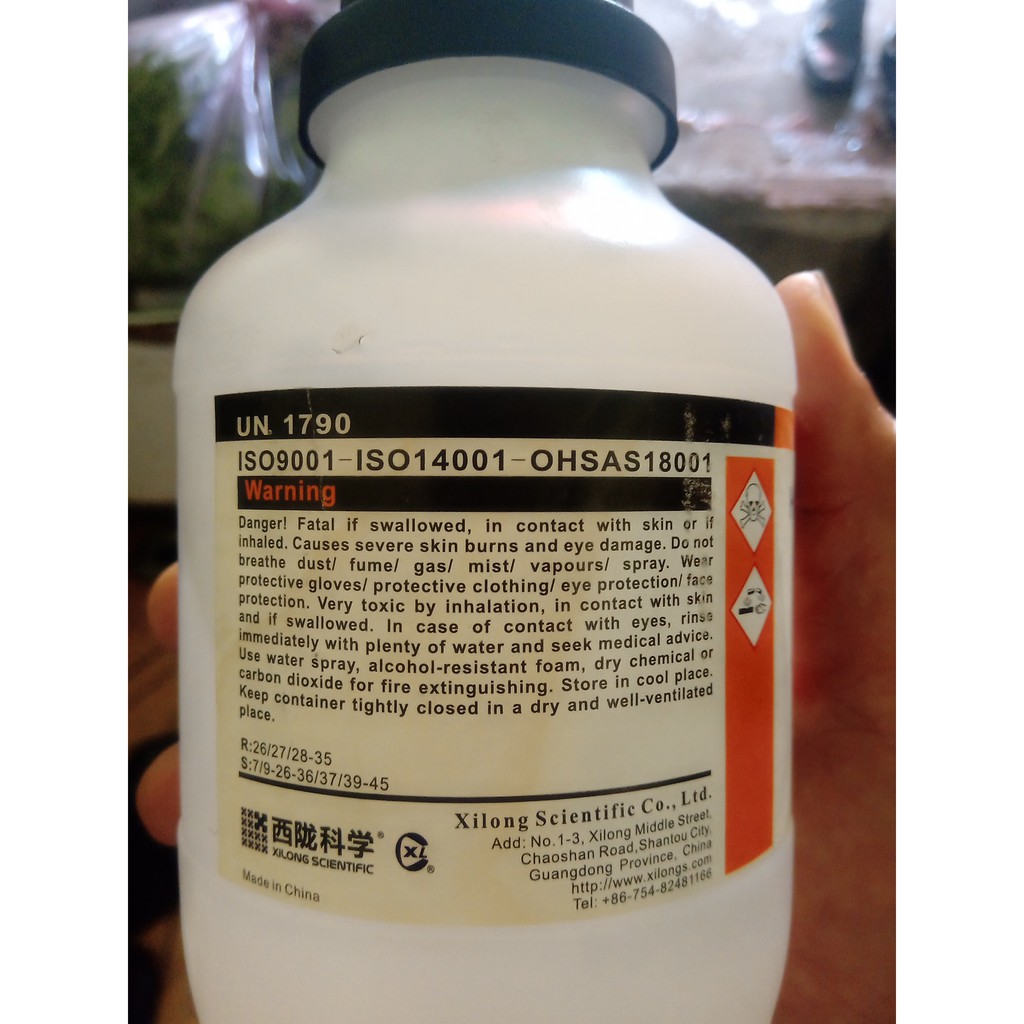 UN 1790
ISO9001-ISO14001-OHSAS18001
Warning
Danger! Fatal if swallowed, in contact with skin or if
inhaled. Causes severe skin burns and eye damage. Do not
breathe dust/ fume/ gas/ mist/ vapours/ spray. Wear
protective gloves/ protective clothing/ eye protection/ face
protection. Very toxic by inhalation, in contact with skin
and if swallowed. In case of contact with eyes, rinse
immediately with plenty of water and seek medical advice.
Use water spray, alcohol-resistant foam, dry chemical or
carbon dioxide for fire extinguishing. Store in cool place.
Keep container tightly closed in a dry and well-ventilated
place.
R:26/27/28-35
S:7/9-26-36/37/39-45
西陇科学®
XILONG SCIENTIFIC
XL®
Made in China
Xilong Scientific Co., Ltd.
Add: No.1-3, Xilong Middle Street,
Chaoshan Road,Shantou City,
Guangdong Province, China
http://www.xilongs.com
Tel: +86-754-82481166